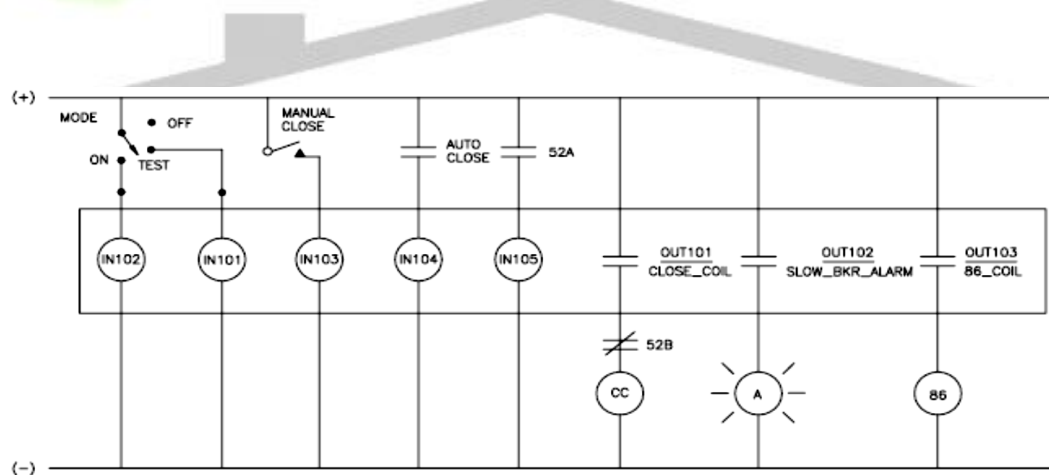 (+)
MODE
OFF
ON
TEST
MANUAL
CLOSE
AUTO
CLOSE
52A
IN102
IN101
IN103
IN104
IN105
OUT101
CLOSE_COIL
OUT102
SLOW_BKR_ALARM
OUT103
86_COIL
52B
CC
A
86
(-)